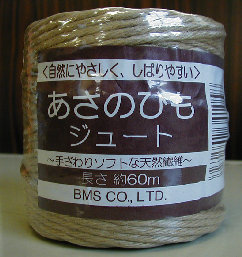 <自然にやさしく、しばりやすい>
あさのひも
ジュート
～手ざわりソフトな天然繊維～
長さ 約60m
BMS CO., LTD.